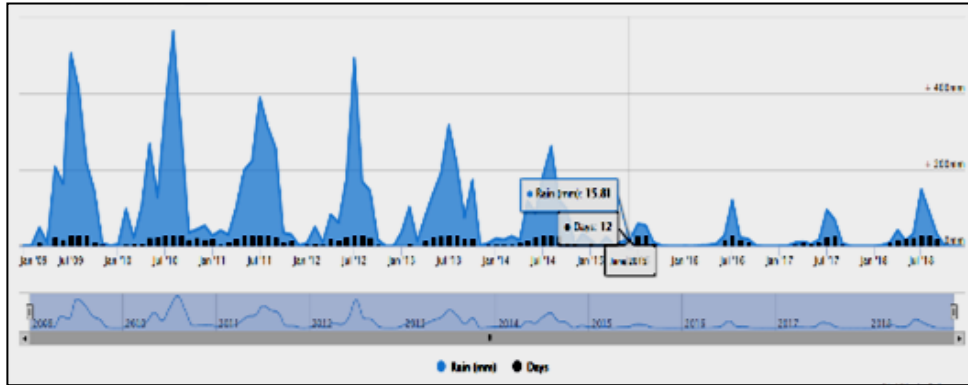 400mm
200mm
Rain (mm): 15.81
Days: 12
0mm
Jan '09 Jul '09 Jan '10 Jul '10 Jan '11 Jul '11 Jan '12 Jul '12 Jan '13 Jul '13 Jan '14 Jul '14 Jan '15 June 2015 Jan '16 Jul '16 Jan '17 Jul '17 Jan '18 Jul '18
2009 2010 2011 2012 2013 2014 2015 2016 2017 2018
Rain (mm) Days